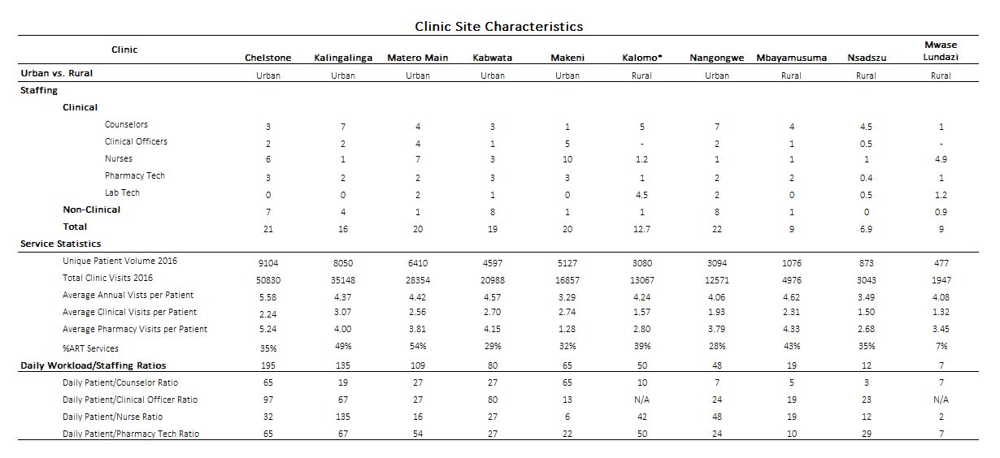 Clinic Site Characteristics
Clinic Chelstone Kalingalinga Matero Main Kabwata Makeni Kalomo* Nangongwe Mbayamusuma Nsadszu Mwase Lundazi
Urban vs. Rural Urban Urban Urban Urban Urban Rural Urban Rural Rural Rural
Staffing
Clinical
Counselors 3 7 4 3 1 5 7 4 4.5 1
Clinical Officers 2 2 4 1 5 - 2 1 0.5 -
Nurses 6 1 7 3 10 1.2 1 1 1 4.9
Pharmacy Tech 3 2 2 3 3 1 2 2 0.4 1
Lab Tech 0 0 2 1 0 4.5 2 0 0.5 1.2
Non-Clinical 7 4 1 8 1 1 8 1 0 0.9
Total 21 16 20 19 20 12.7 22 9 6.9 9
Service Statistics
Unique Patient Volume 2016 9104 8050 6410 4597 5127 3080 3094 1076 873 477
Total Clinic Visits 2016 50830 35148 28354 20988 16857 13067 12571 4976 3043 1947
Average Annual Vists per Patient 5.58 4.37 4.42 4.57 3.29 4.24 4.06 4.62 3.49 4.08
Average Clinical Visits per Patient 2.24 3.07 2.56 2.70 2.74 1.57 1.93 2.31 1.50 1.32
Average Pharmacy Visits per Patient 5.24 4.00 3.81 4.15 1.28 2.80 3.79 4.33 2.68 3.45
%ART Services 35% 49% 54% 29% 32% 39% 28% 43% 35% 7%
Daily Workload/Staffing Ratios 195 135 109 80 65 50 48 19 12 7
Daily Patient/Counselor Ratio 65 19 27 27 65 10 7 5 3 7
Daily Patient/Clinical Officer Ratio 97 67 27 80 13 N/A 24 19 23 N/A
Daily Patient/Nurse Ratio 32 135 16 27 6 42 48 19 12 2
Daily Patient/Pharmacy Tech Ratio 65 67 54 27 22 50 24 10 29 7